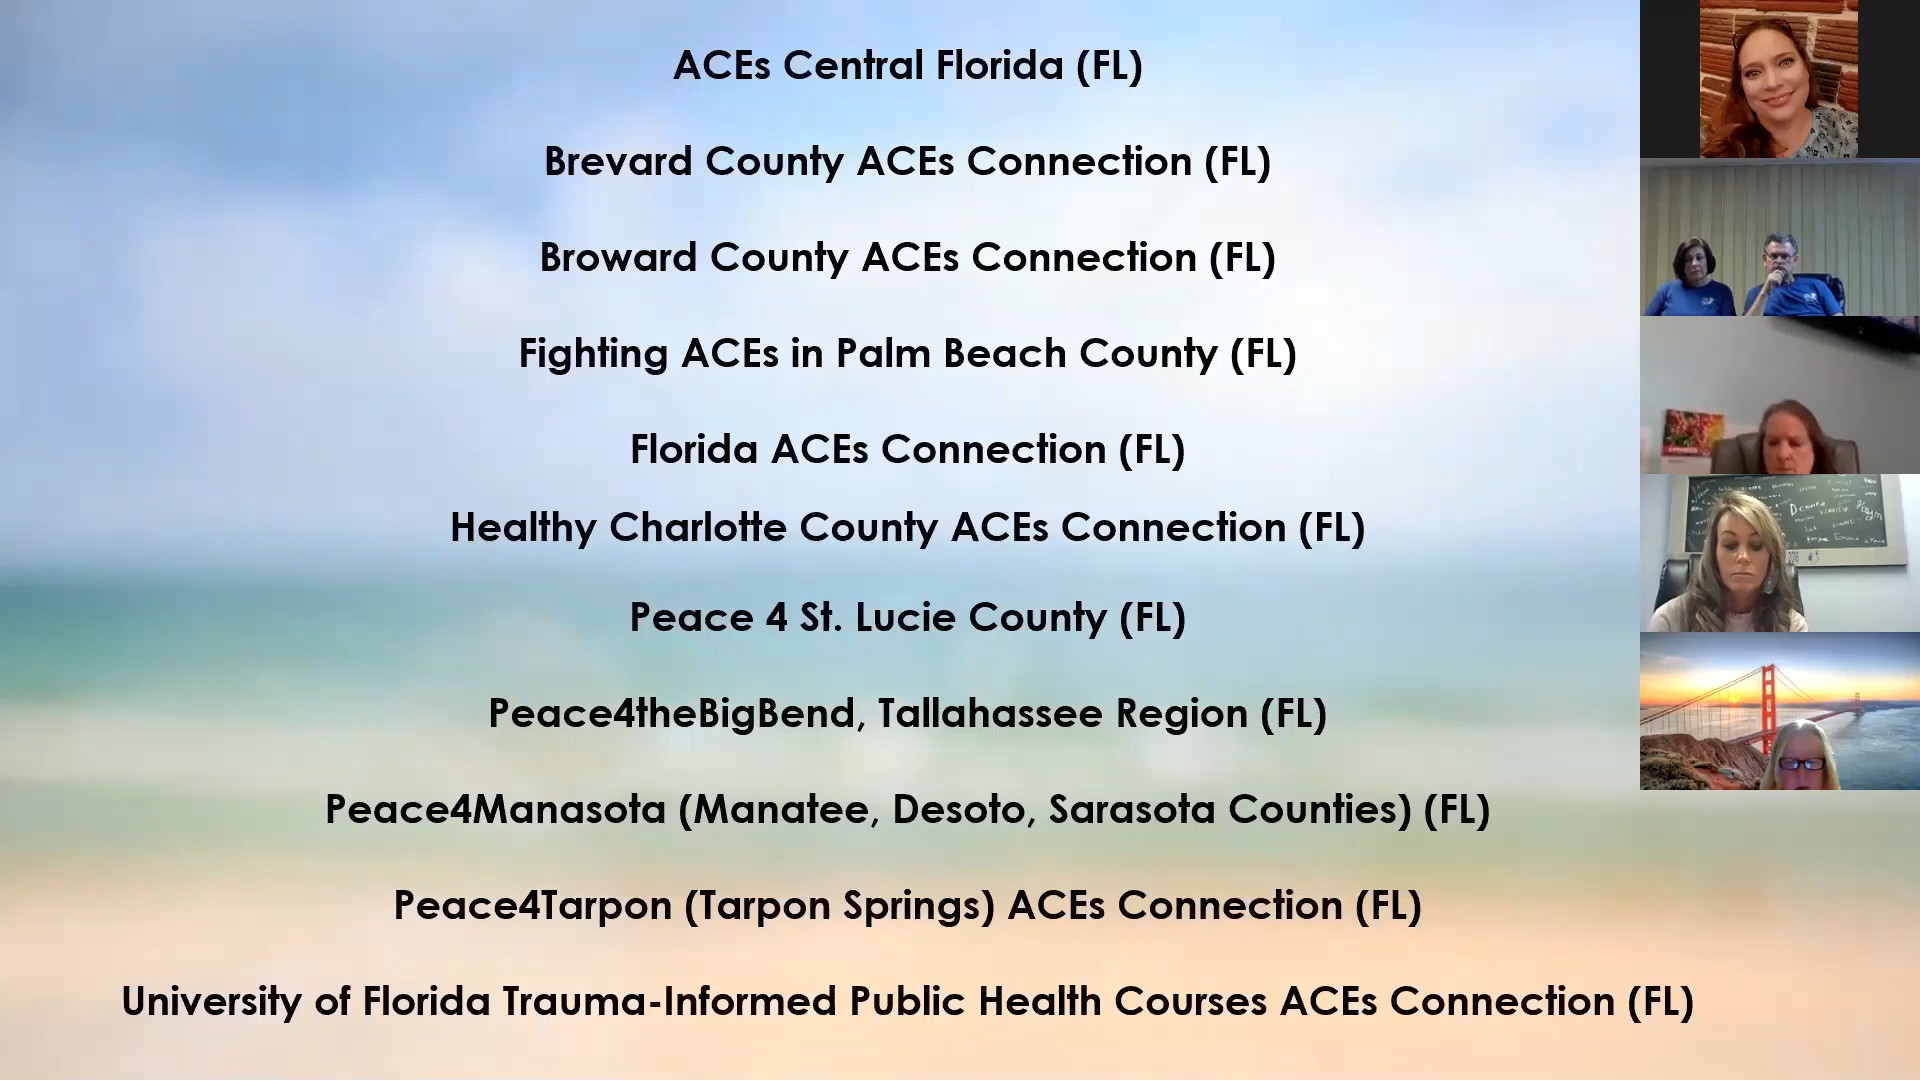 ACEs Central Florida (FL)
Brevard County ACEs Connection (FL)
Broward County ACEs Connection (FL)
Fighting ACEs in Palm Beach County (FL)
Florida ACEs Connection (FL)
Healthy Charlotte County ACEs Connection (FL)
Peace 4 St. Lucie County (FL)
Peace4theBigBend, Tallahassee Region (FL)
Peace4Manasota (Manatee, Desoto, Sarasota Counties) (FL)
Peace4Tarpon (Tarpon Springs) ACEs Connection (FL)
University of Florida Trauma-Informed Public Health Courses ACEs Connection (FL)